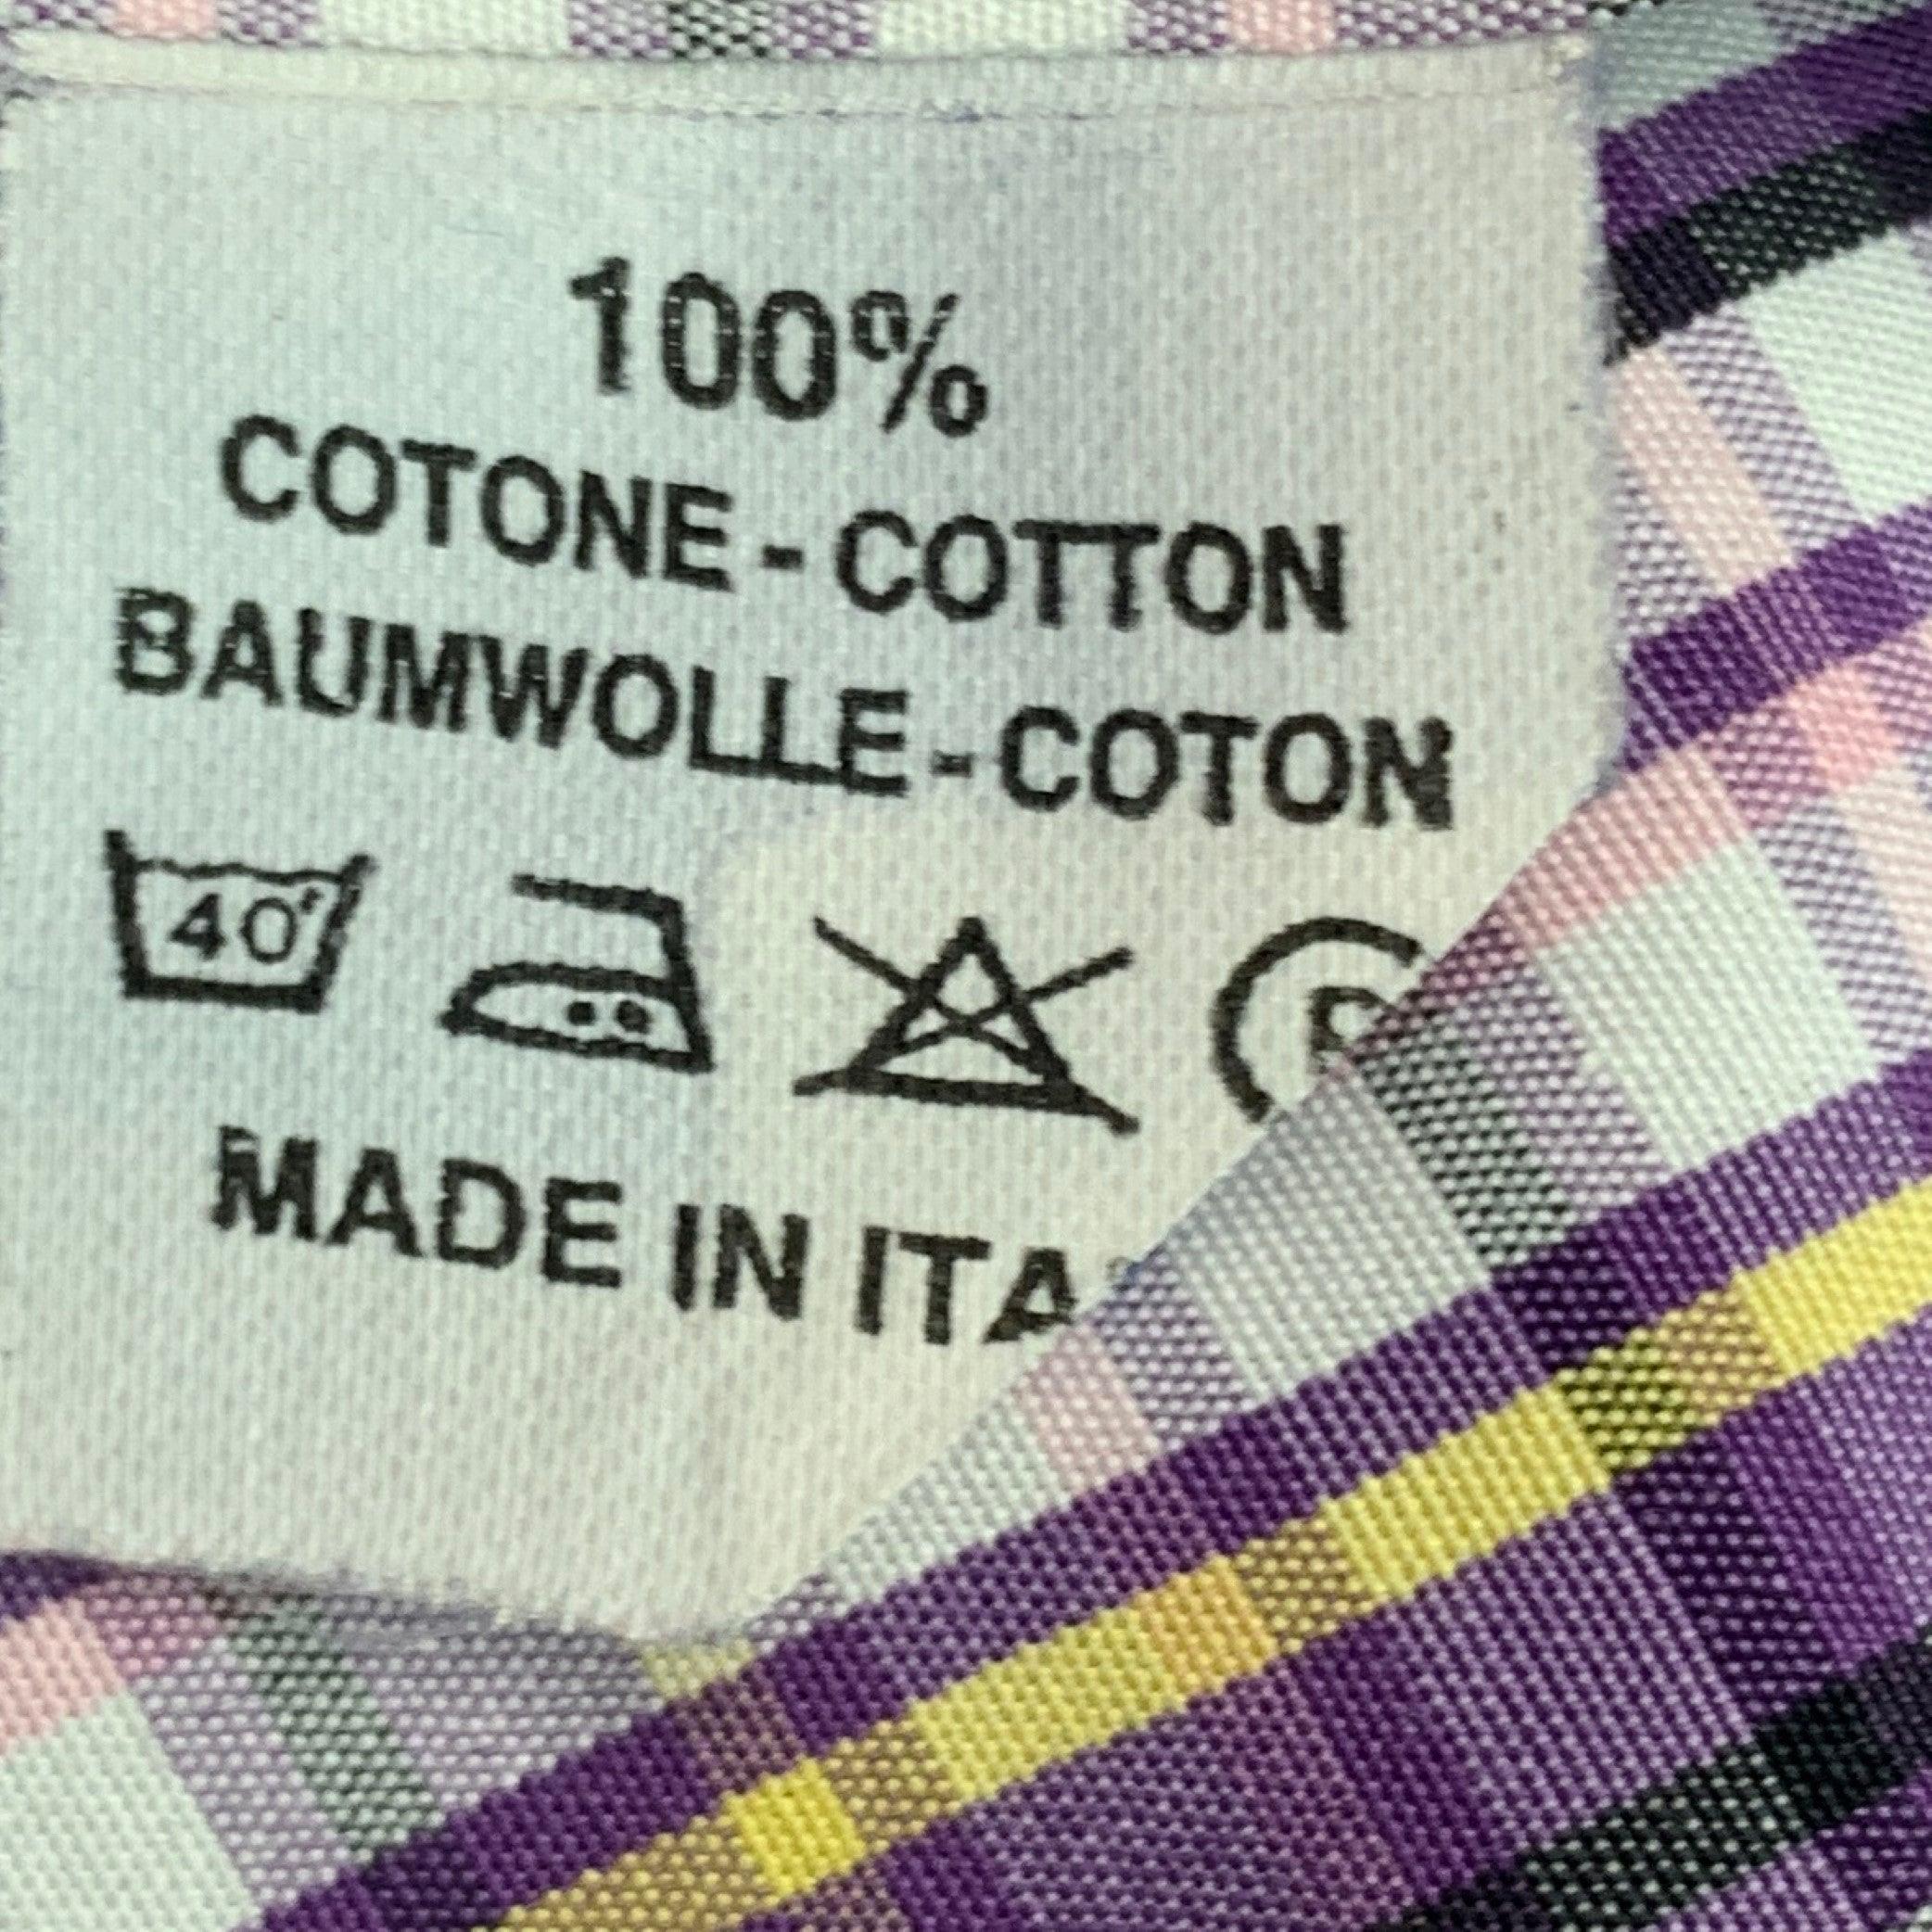 100%
COTONE - COTTON
BAUMWOLLE - COTON
40°
MADE IN ITA